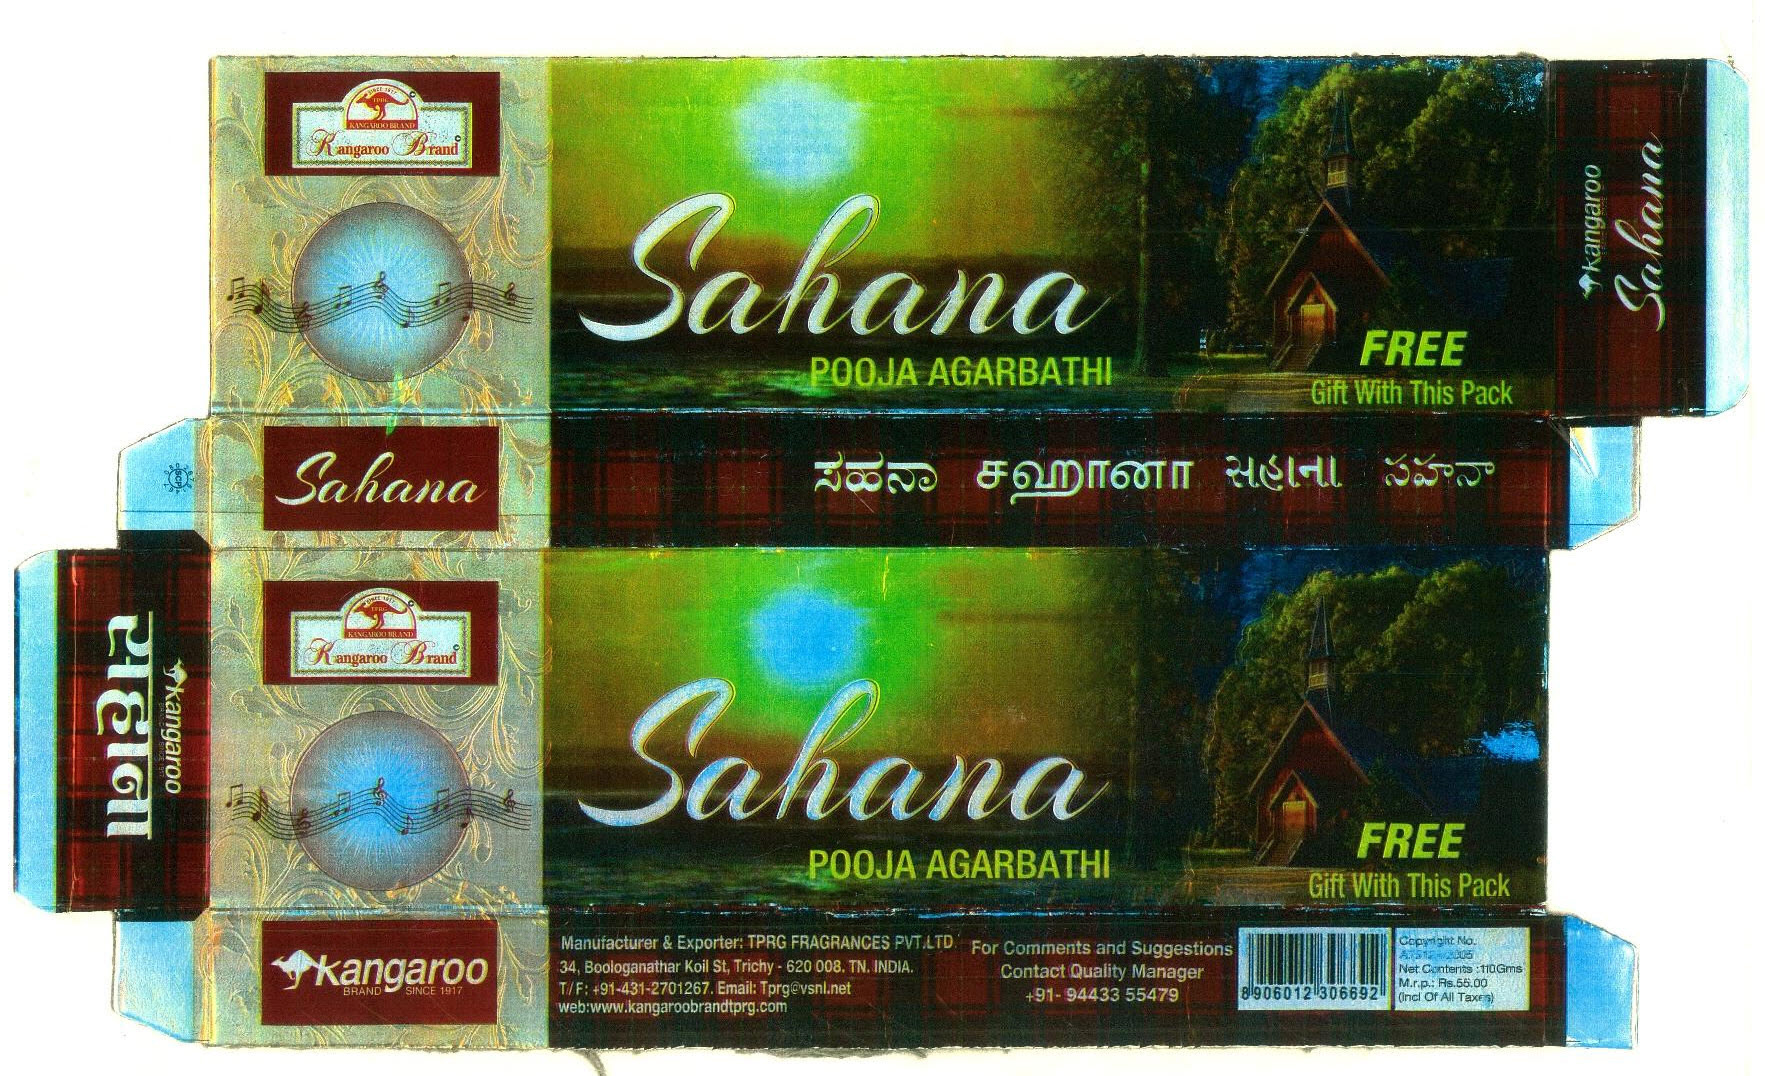 SINCE 1917
TPRG
KANGAROO BRAND
Kangaroo Brand
Sahana
POOJA AGARBATHI
FREE
Gift With This Pack
kangaroo
Sahana
Sahana
ಸಹನಾ சஹானா સહાના సహనా
SINCE 1917
TPRG
KANGAROO BRAND
Kangaroo Brand
Sahana
POOJA AGARBATHI
FREE
Gift With This Pack
kangaroo
સહાના
kangaroo
BRAND SINCE 1917
Manufacturer & Exporter: TPRG FRAGRANCES PVT.LTD.
34,Boologanathar Koil St, Trichy - 620 008. TN. INDIA.
T/ F: +91-431-2701267. Email: Tprg@vsnl.net
web:www.kangaroobrandtprg.com
For Comments and Suggestions
Contact Quality Manager
+91- 94433 55479
8906012306692
Copyright No.
Net Contents :110Gms
M.r.p.: Rs.55.00
(Incl Of All Taxes)